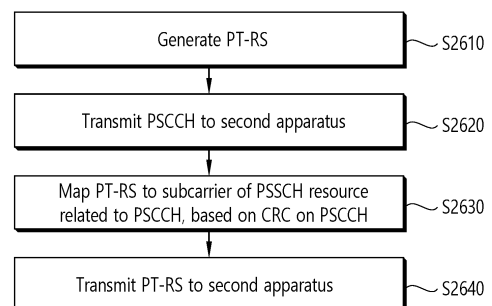 Generate PT-RS
S2610
Transmit PSCCH to second apparatus
S2620
Map PT-RS to subcarrier of PSSCH resource
related to PSCCH, based on CRC on PSCCH
S2630
Transmit PT-RS to second apparatus
S2640